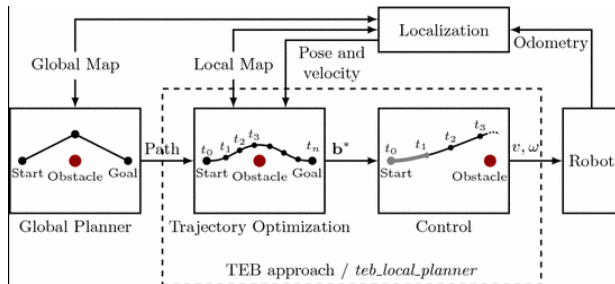 Localization
Odometry
Global Map
Local Map
Pose and
velocity
Start
Obstacle
Goal
Global Planner
Path
t₀
t₁
t₂
t₃
tₙ
Start
Obstacle
Goal
Trajectory Optimization
b*
t₀
t₁
t₂
t₃
Start
Obstacle
Control
v, ω
Robot
TEB approach / teb_local_planner